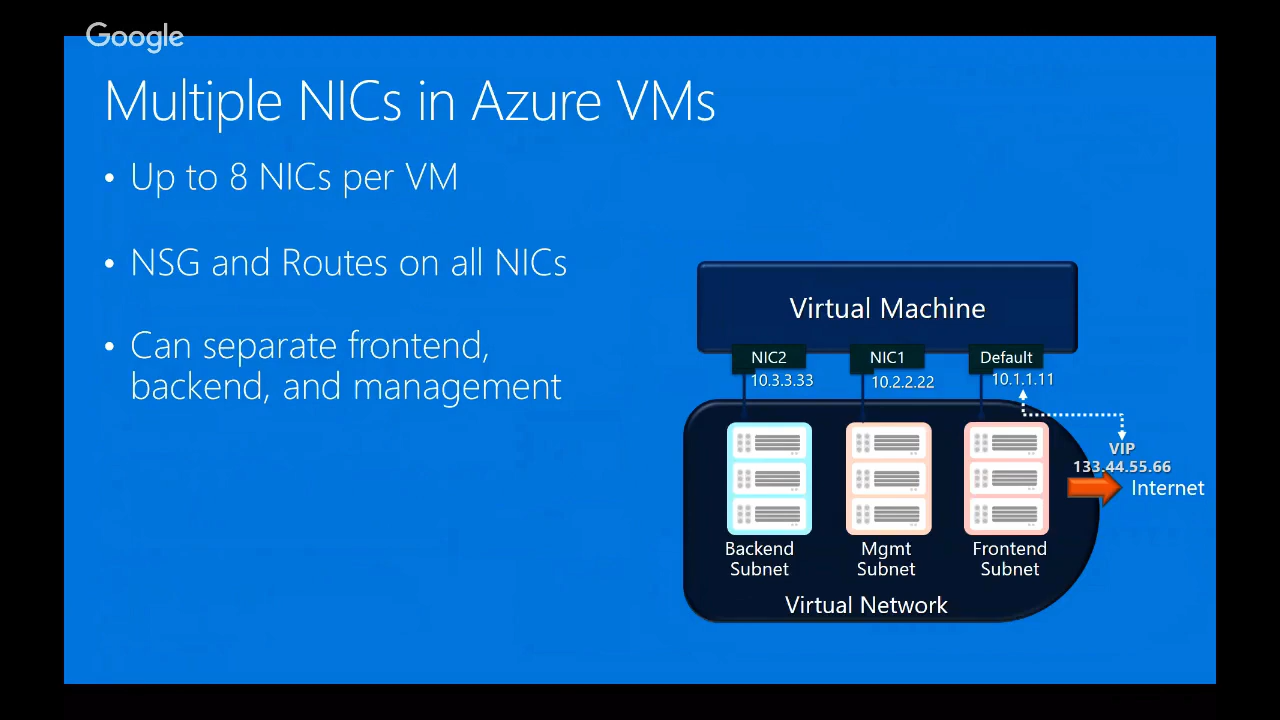 Google
Multiple NICs in Azure VMs
• Up to 8 NICs per VM
• NSG and Routes on all NICs
• Can separate frontend,
backend, and management
Virtual Machine
NIC2
NIC1
Default
10.3.3.33
10.2.2.22
10.1.1.11
VIP
133.44.55.66
Internet
Backend
Subnet
Mgmt
Subnet
Frontend
Subnet
Virtual Network